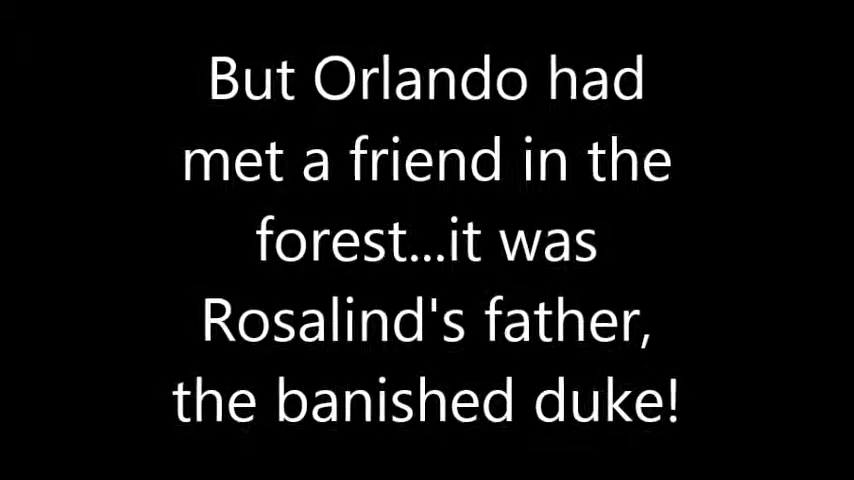 But Orlando had
met a friend in the
forest...it was
Rosalind's father,
the banished duke!